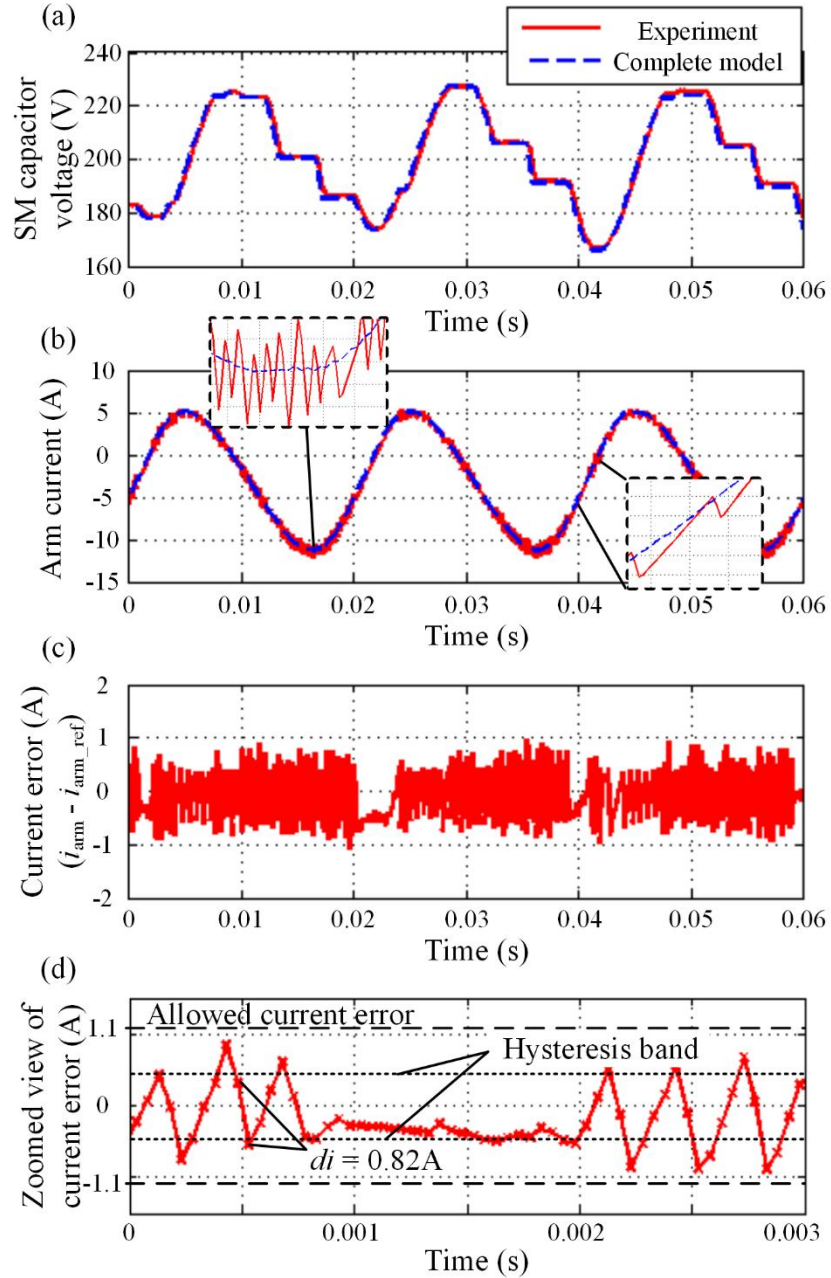 (a)
Experiment
Complete model
SM capacitor
voltage (V)
240
220
200
180
160
0 0.01 0.02 0.03 0.04 0.05 0.06
Time (s)
(b)
Arm current (A)
10
5
0
-5
-10
-15
0 0.01 0.02 0.03 0.04 0.05 0.06
Time (s)
(c)
Current error (A)
(i_arm - i_arm_ref)
2
1
0
-1
-2
0 0.01 0.02 0.03 0.04 0.05 0.06
Time (s)
(d)
Zoomed view of
current error (A)
1.1
0
-1.1
Allowed current error
Hysteresis band
di = 0.82A
0 0.001 0.002 0.003
Time (s)